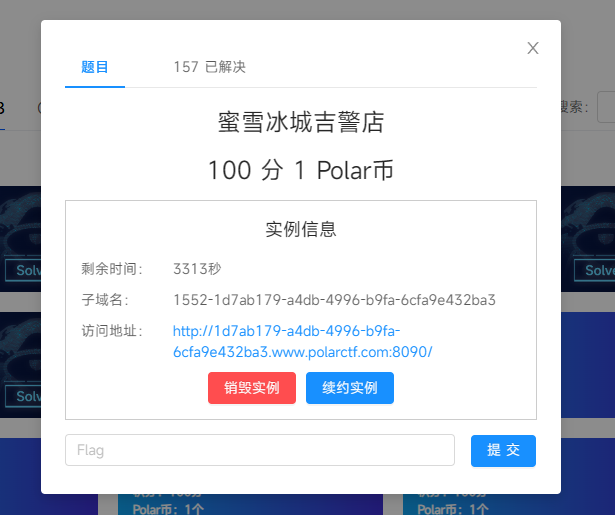 题目 157 已解决
3
搜索：
蜜雪冰城吉警店
100 分 1 Polar币
实例信息
剩余时间： 3313秒
子域名： 1552-1d7ab179-a4db-4996-b9fa-6cfa9e432ba3
访问地址： http://1d7ab179-a4db-4996-b9fa-
6cfa9e432ba3.www.polarctf.com:8090/
销毁实例 续约实例
Flag 提 交
Solve
Solve
Solve
Polar币：1个
Polar币：1个